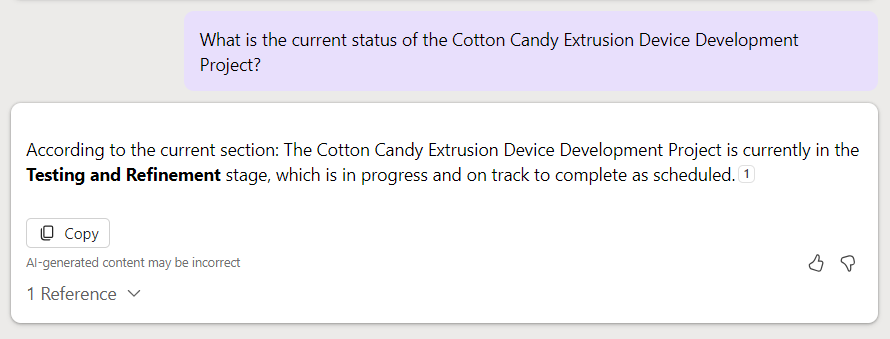 What is the current status of the Cotton Candy Extrusion Device Development
Project?
According to the current section: The Cotton Candy Extrusion Device Development Project is currently in the
Testing and Refinement stage, which is in progress and on track to complete as scheduled. 1
Copy
AI-generated content may be incorrect
1 Reference